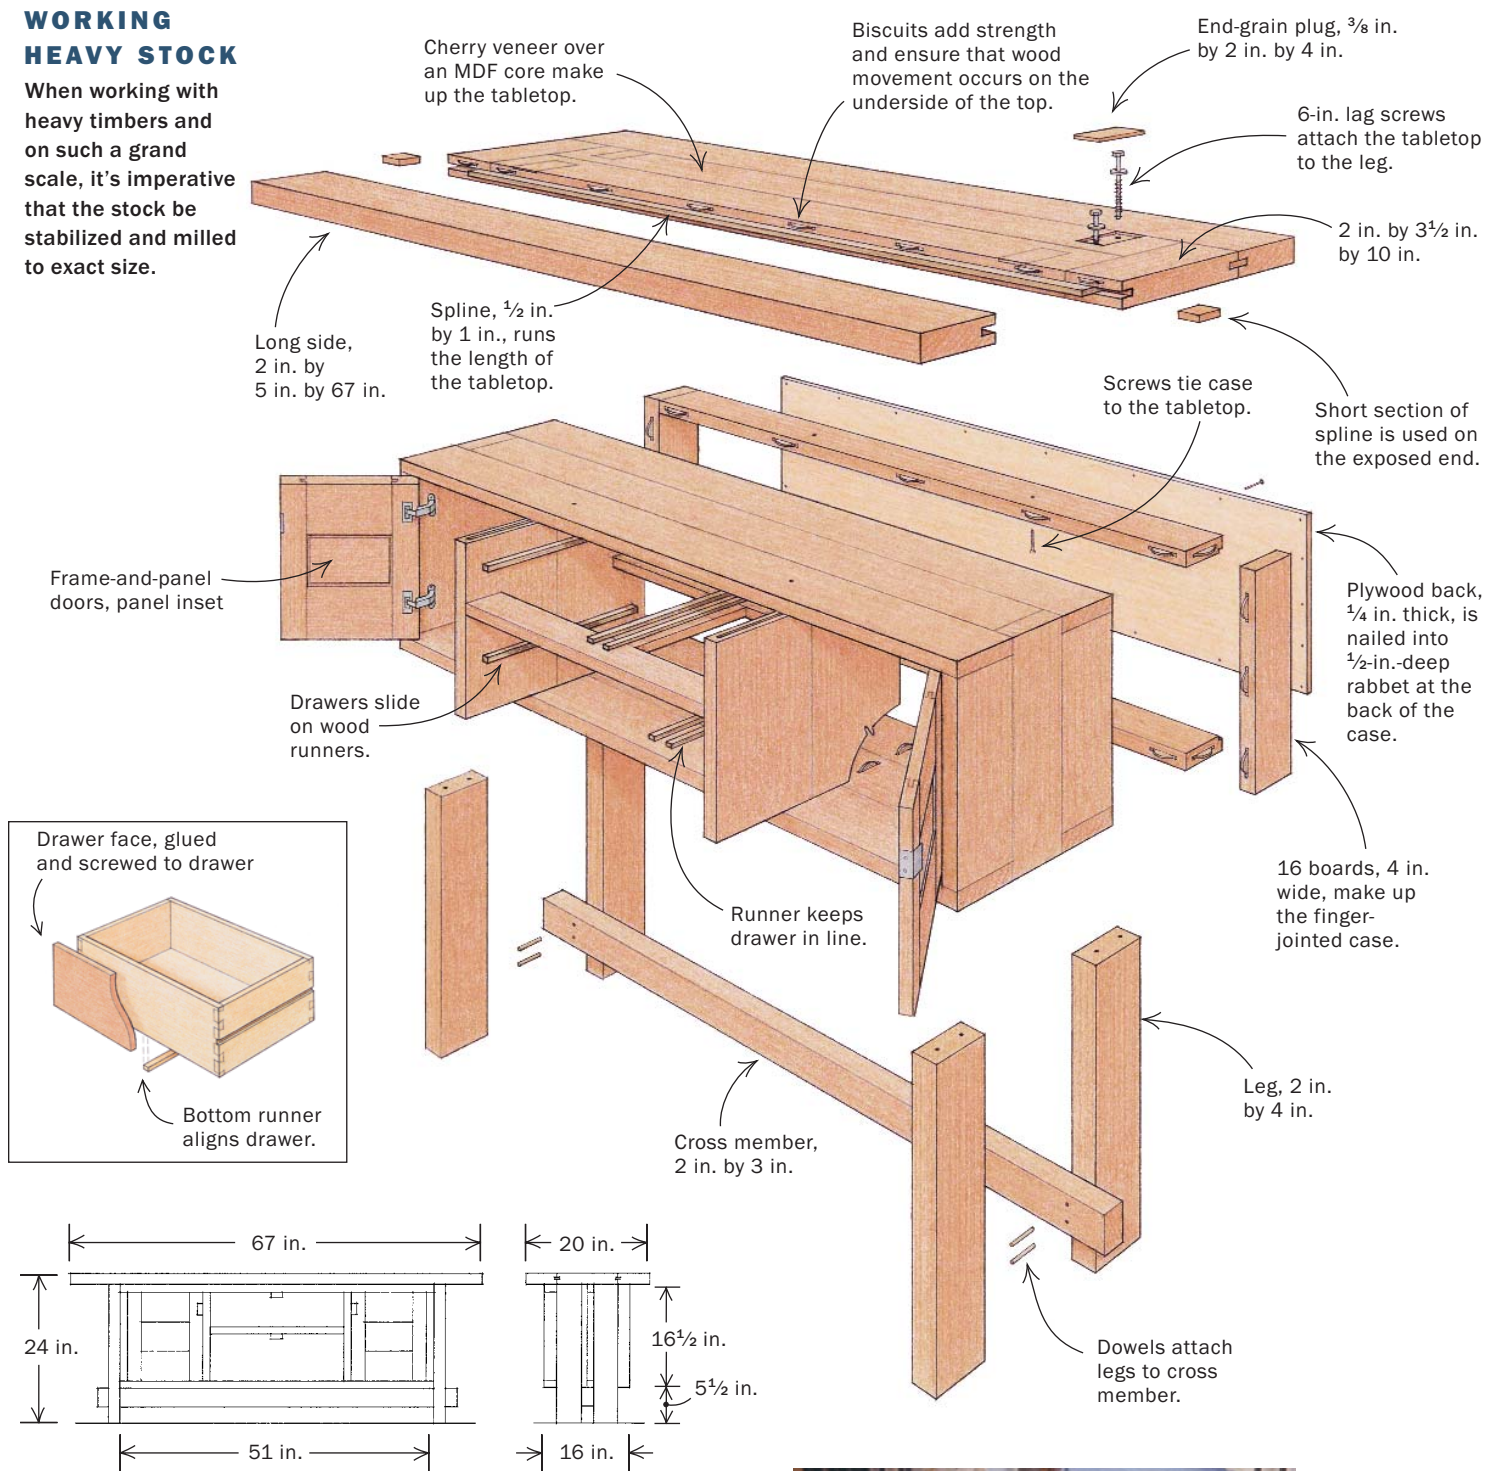 WORKING
HEAVY STOCK
When working with
heavy timbers and
on such a grand
scale, it's imperative
that the stock be
stabilized and milled
to exact size.
Cherry veneer over
an MDF core make
up the tabletop.
Biscuits add strength
and ensure that wood
movement occurs on the
underside of the top.
End-grain plug, ⅜ in.
by 2 in. by 4 in.
6-in. lag screws
attach the tabletop
to the leg.
2 in. by 3½ in.
by 10 in.
Long side,
2 in. by
5 in. by 67 in.
Spline, ½ in.
by 1 in., runs
the length of
the tabletop.
Screws tie case
to the tabletop.
Short section of
spline is used on
the exposed end.
Frame-and-panel
doors, panel inset
Plywood back,
¼ in. thick, is
nailed into
½-in.-deep
rabbet at the
back of the
case.
Drawers slide
on wood
runners.
Drawer face, glued
and screwed to drawer
Bottom runner
aligns drawer.
Runner keeps
drawer in line.
16 boards, 4 in.
wide, make up
the finger-
jointed case.
Leg, 2 in.
by 4 in.
Cross member,
2 in. by 3 in.
Dowels attach
legs to cross
member.
67 in.
20 in.
24 in.
16½ in.
5½ in.
51 in.
16 in.